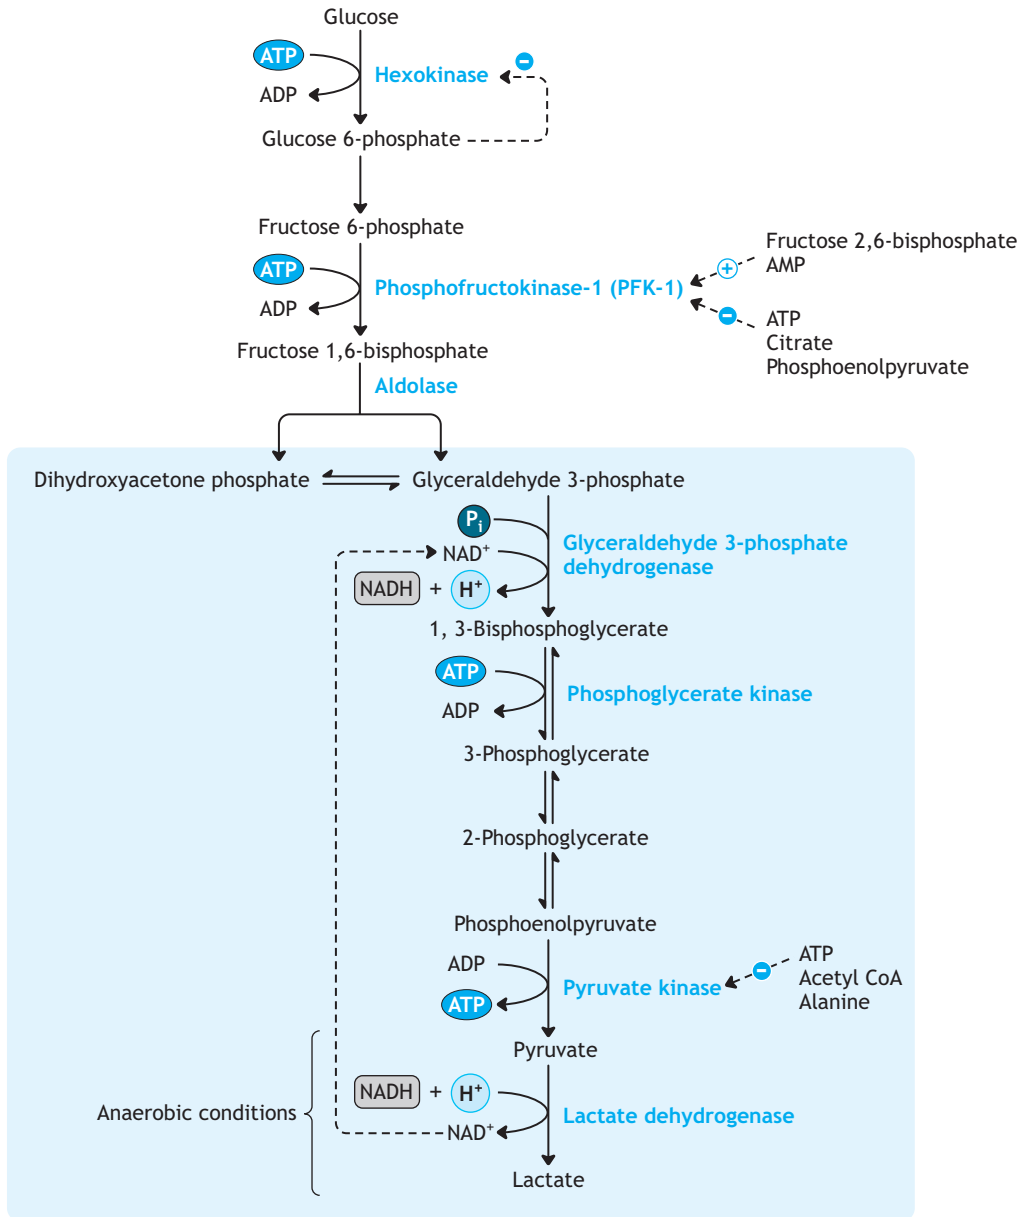 Glucose
ATP
Hexokinase
−
ADP
Glucose 6-phosphate
Fructose 6-phosphate
Fructose 2,6-bisphosphate
AMP
+
ATP
Phosphofructokinase-1 (PFK-1)
ADP
−
ATP
Citrate
Phosphoenolpyruvate
Fructose 1,6-bisphosphate
Aldolase
Dihydroxyacetone phosphate
Glyceraldehyde 3-phosphate
Pi
NAD+
Glyceraldehyde 3-phosphate
dehydrogenase
NADH + H+
1, 3-Bisphosphoglycerate
ATP
Phosphoglycerate kinase
ADP
3-Phosphoglycerate
2-Phosphoglycerate
Phosphoenolpyruvate
ADP
ATP
Pyruvate kinase
−
ATP
Acetyl CoA
Alanine
Pyruvate
NADH + H+
Anaerobic conditions
Lactate dehydrogenase
NAD+
Lactate